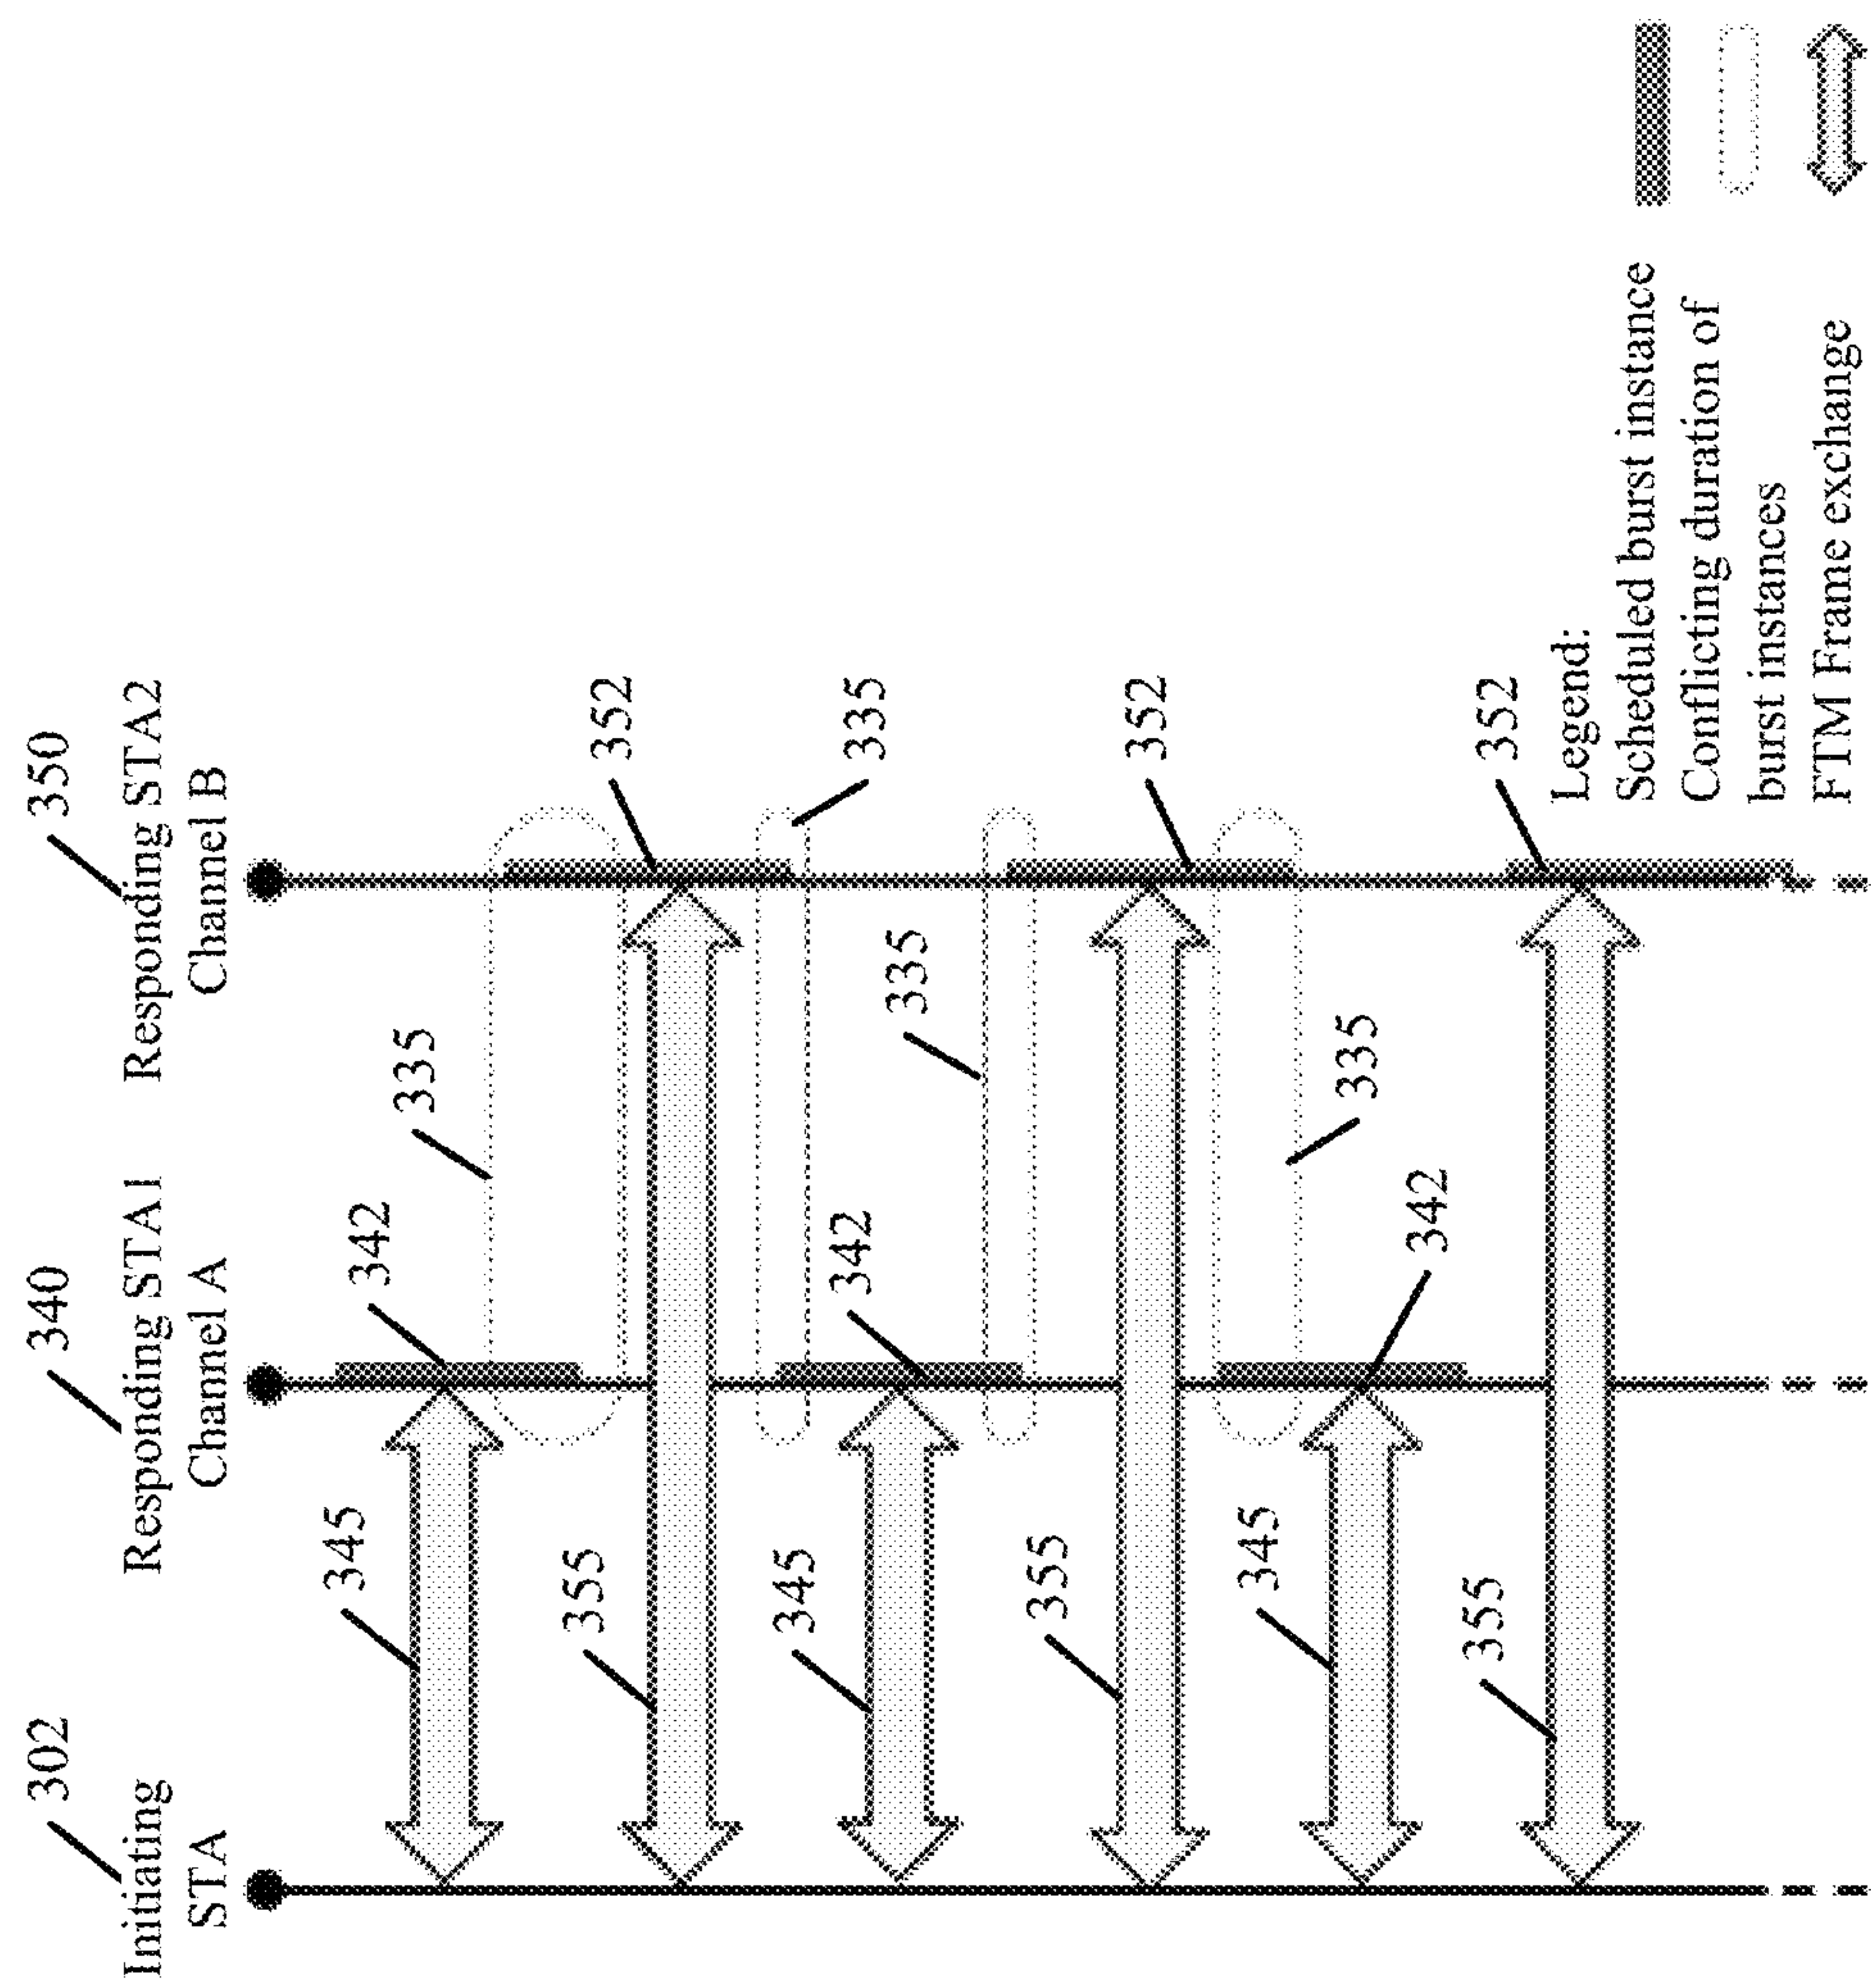 302
Initiating
STA
340
Responding STA1
Channel A
350
Responding STA2
Channel B
345
342
335
355
352
345
342
335
335
355
352
345
342
335
355
352
Legend:
Scheduled burst instance
Conflicting duration of
burst instances
FTM Frame exchange